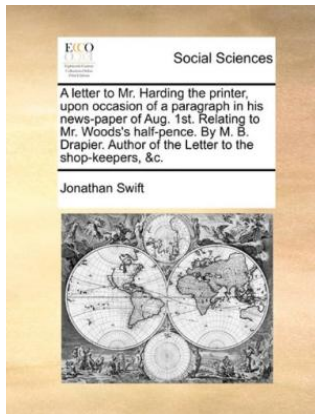 ECCO
Social Sciences
A letter to Mr. Harding the printer,
upon occasion of a paragraph in his
news-paper of Aug. 1st. Relating to
Mr. Woods's half-pence. By M. B.
Drapier. Author of the Letter to the
shop-keepers, &c.
Jonathan Swift